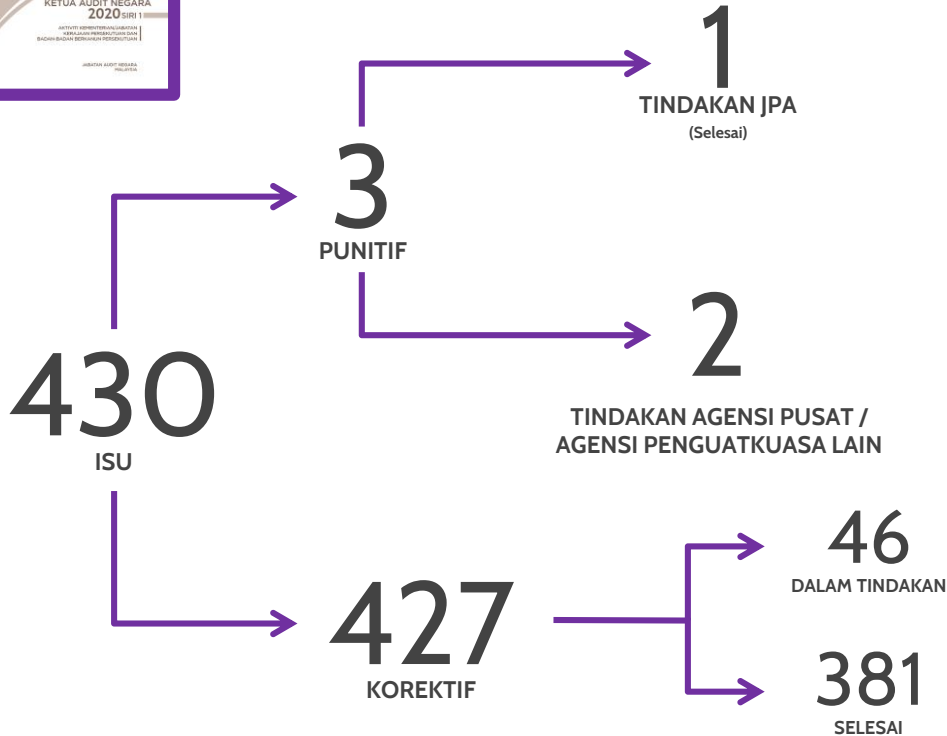 KETUA AUDIT NEGARA
2020 SIRI 1
AKTIVITI KEMENTERIAN/JABATAN
KERAJAAN PERSEKUTUAN DAN
BADAN-BADAN BERKANUN PERSEKUTUAN
JABATAN AUDIT NEGARA
MALAYSIA
1
TINDAKAN JPA
(Selesai)
3
PUNITIF
2
TINDAKAN AGENSI PUSAT /
AGENSI PENGUATKUASA LAIN
430
ISU
46
DALAM TINDAKAN
427
KOREKTIF
381
SELESAI